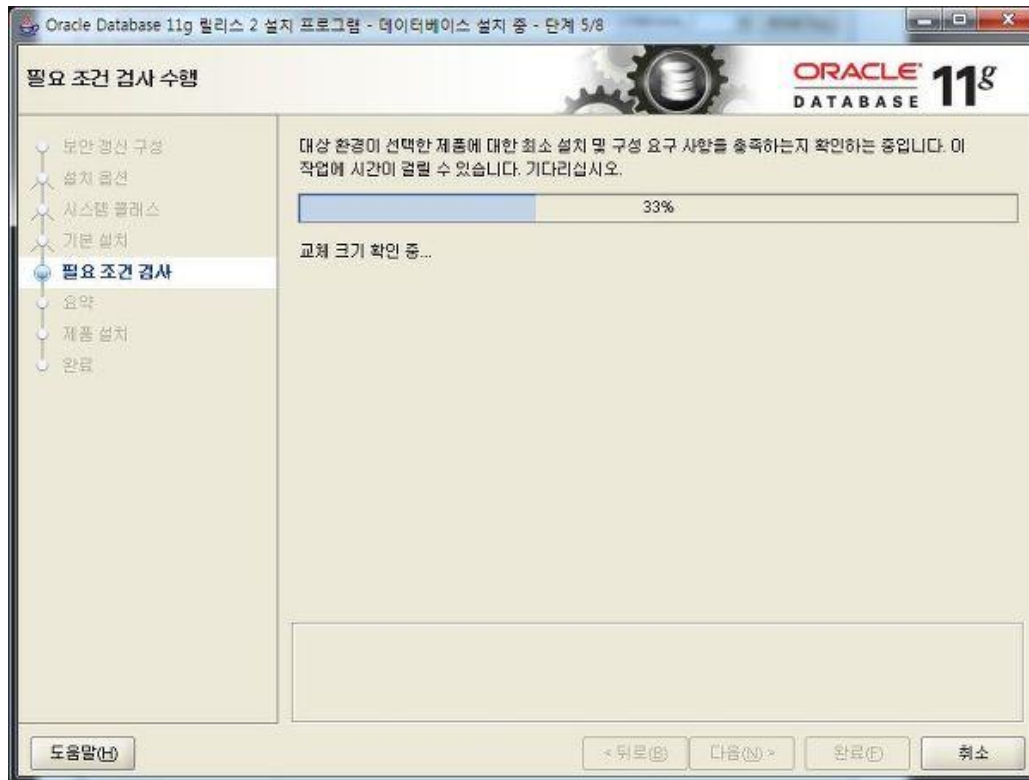 Oracle Database 11g 릴리스 2 설치 프로그램 - 데이터베이스 설치 중 - 단계 5/8
필요 조건 검사 수행
ORACLE
DATABASE
11g
보안 갱신 구성
설치 옵션
시스템 클래스
기본 설치
필요 조건 검사
요약
제품 설치
완료
대상 환경이 선택한 제품에 대한 최소 설치 및 구성 요구 사항을 충족하는지 확인하는 중입니다. 이
작업에 시간이 걸릴 수 있습니다. 기다리십시오.
33%
교체 크기 확인 중...
도움말(H)
< 뒤로(B)
다음(N) >
완료(F)
취소